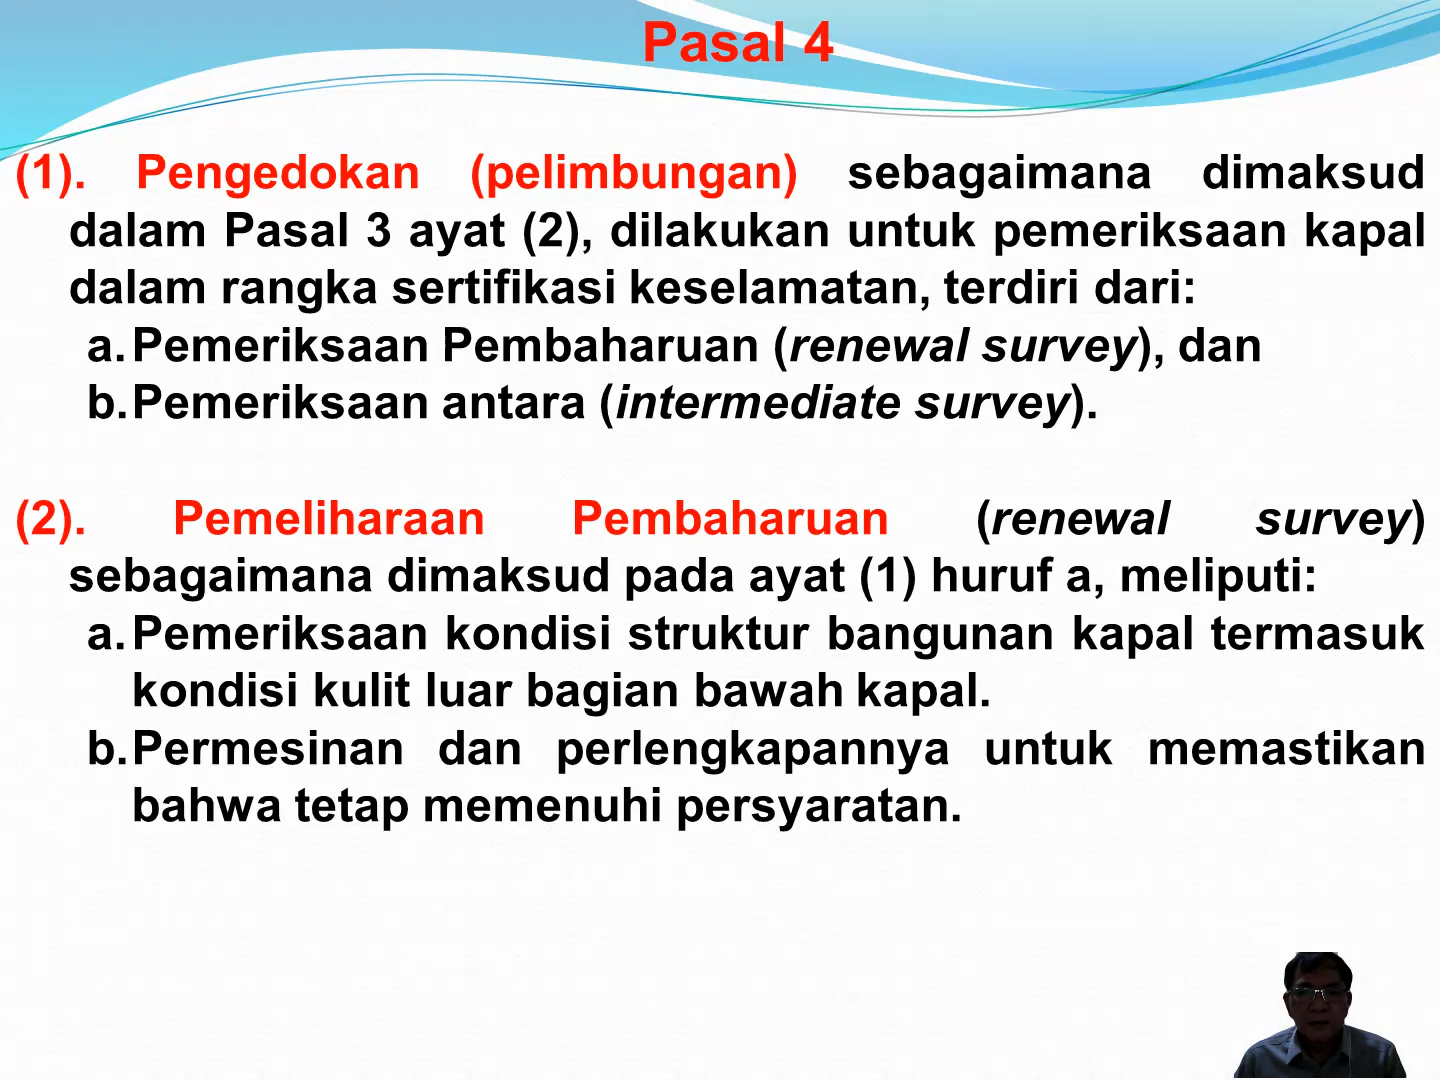 Pasal 4
(1). Pengedokan (pelimbungan) sebagaimana dimaksud
dalam Pasal 3 ayat (2), dilakukan untuk pemeriksaan kapal
dalam rangka sertifikasi keselamatan, terdiri dari:
a. Pemeriksaan Pembaharuan (renewal survey), dan
b. Pemeriksaan antara (intermediate survey).
(2). Pemeliharaan Pembaharuan (renewal survey)
sebagaimana dimaksud pada ayat (1) huruf a, meliputi:
a. Pemeriksaan kondisi struktur bangunan kapal termasuk
kondisi kulit luar bagian bawah kapal.
b. Permesinan dan perlengkapannya untuk memastikan
bahwa tetap memenuhi persyaratan.